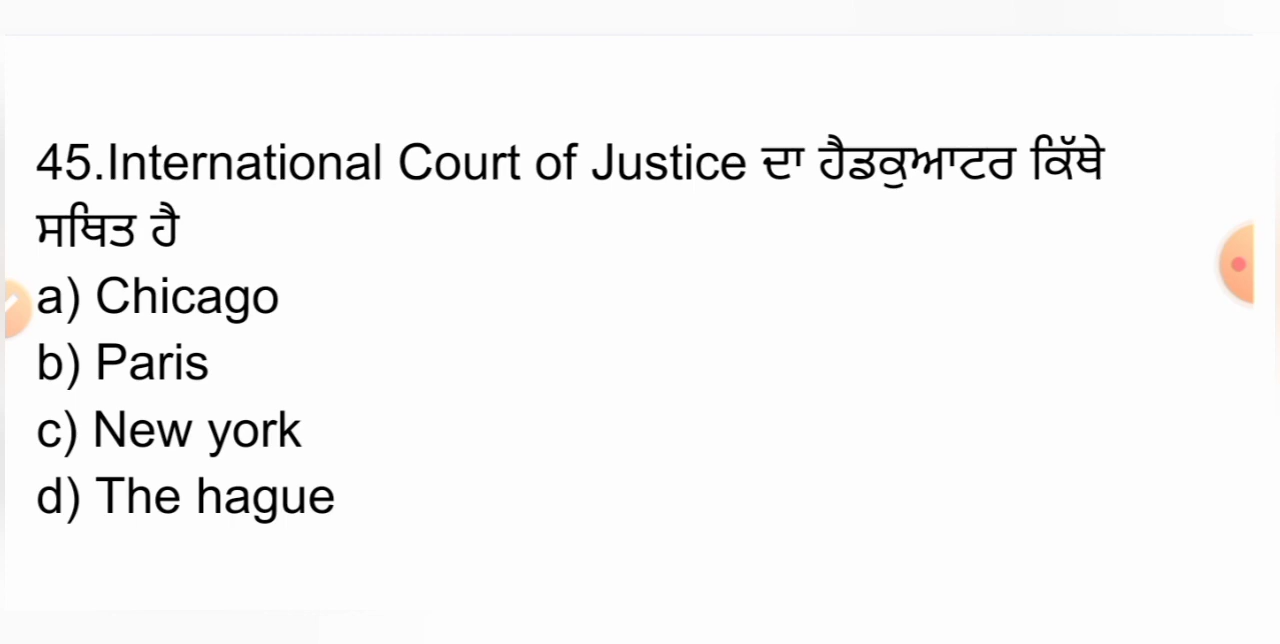 45.International Court of Justice ਦਾ ਹੈਡਕੁਆਟਰ ਕਿੱਥੇ
ਸਥਿਤ ਹੈ
a) Chicago
b) Paris
c) New york
d) The hague